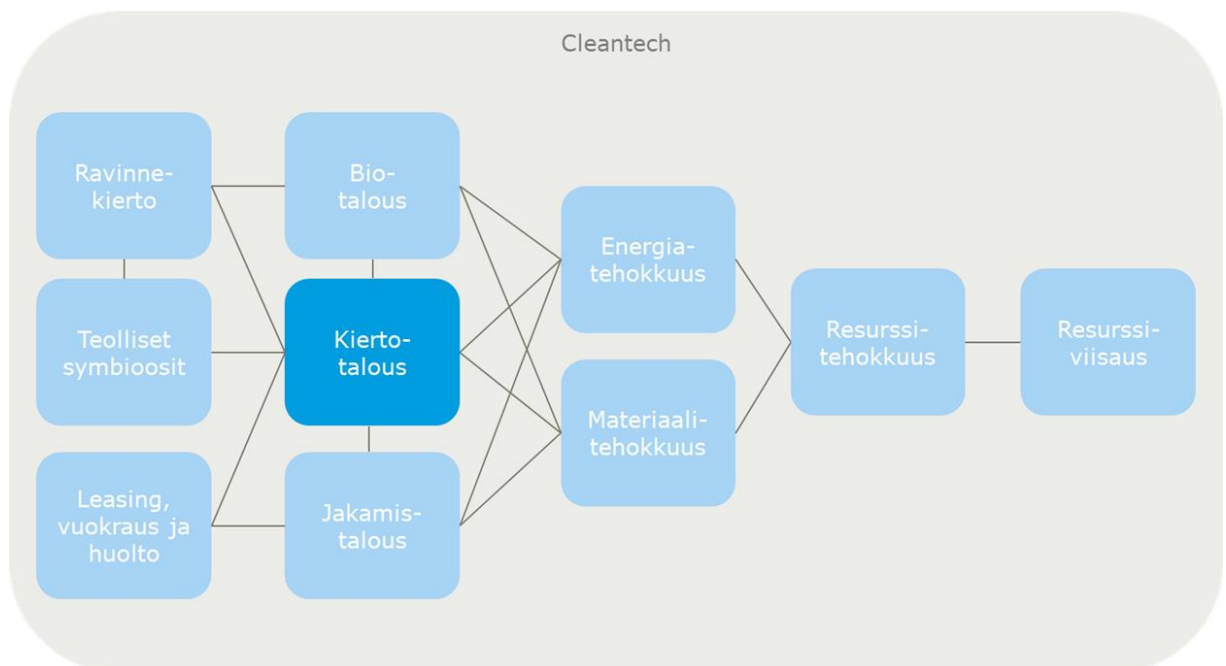 Cleantech
Ravinne-
kierto
Bio-
talous
Energia-
tehokkuus
Teolliset
symbioosit
Kierto-
talous
Resurssi-
tehokkuus
Resurssi-
viisaus
Materiaali-
tehokkuus
Leasing,
vuokraus ja
huolto
Jakamis-
talous